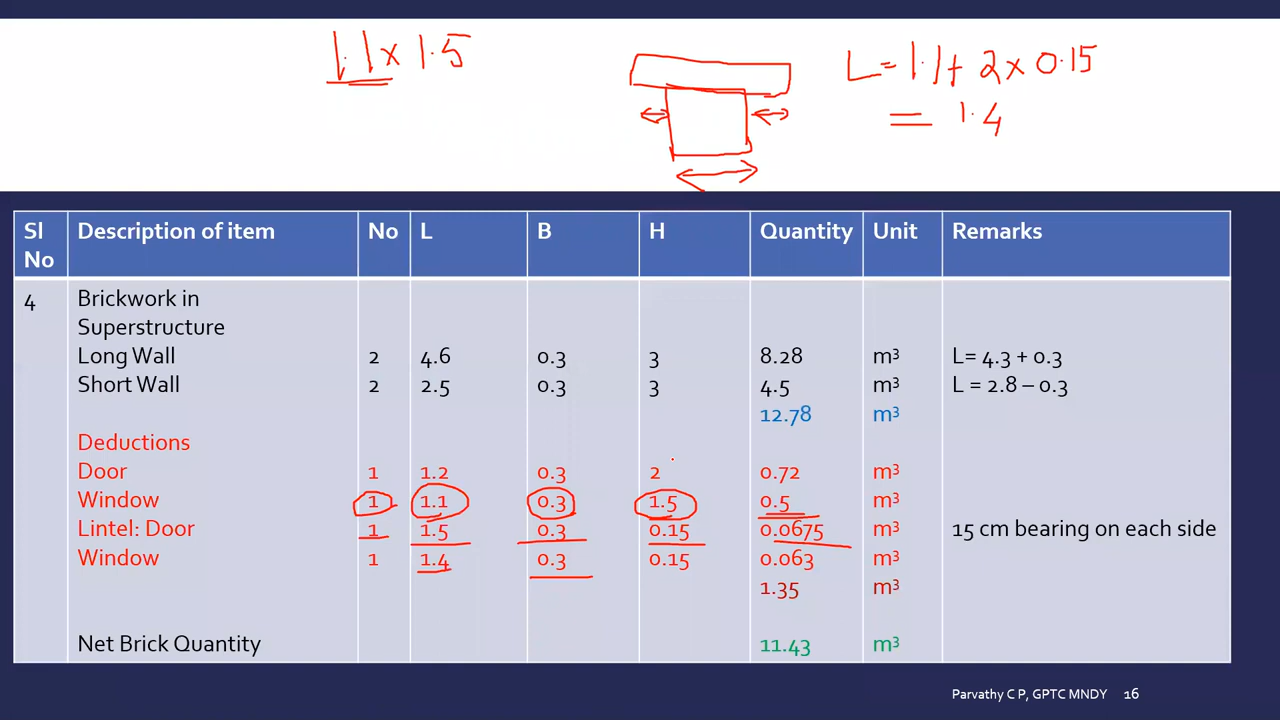 1.1 x 1.5
L = 1.1 + 2 x 0.15
= 1.4
Sl No Description of item No L B H Quantity Unit Remarks
4 Brickwork in
Superstructure
Long Wall 2 4.6 0.3 3 8.28 m³ L= 4.3 + 0.3
Short Wall 2 2.5 0.3 3 4.5 m³ L = 2.8 – 0.3
12.78 m³
Deductions
Door 1 1.2 0.3 2 0.72 m³
Window 1 1.1 0.3 1.5 0.5 m³
Lintel: Door 1 1.5 0.3 0.15 0.0675 m³ 15 cm bearing on each side
Window 1 1.4 0.3 0.15 0.063 m³
1.35 m³
Net Brick Quantity 11.43 m³
Parvathy C P, GPTC MNDY 16